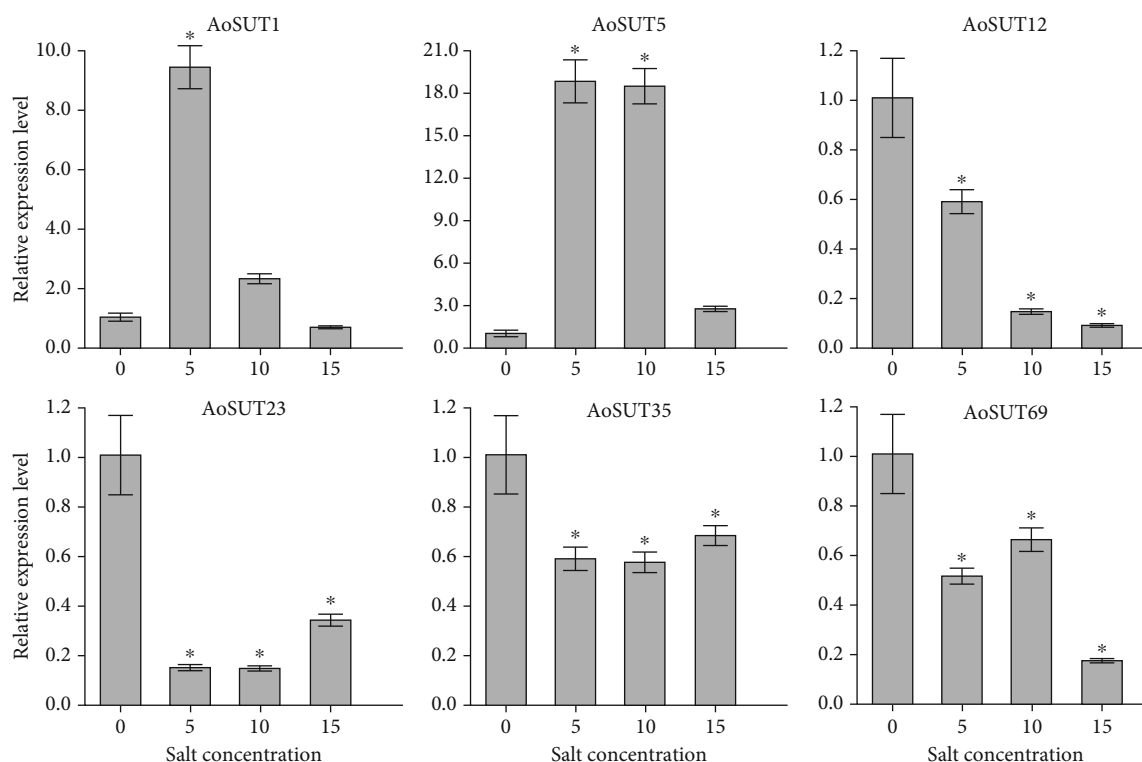 AoSUT1
Relative expression level
10.0
8.0
6.0
4.0
2.0
0.0
*
0 5 10 15
AoSUT5
21.0
18.0
15.0
12.0
9.0
6.0
3.0
0.0
* *
0 5 10 15
AoSUT12
1.2
1.0
0.8
0.6
0.4
0.2
0.0
* * *
0 5 10 15
AoSUT23
Relative expression level
1.2
1.0
0.8
0.6
0.4
0.2
0.0
* * *
0 5 10 15
Salt concentration
AoSUT35
1.2
1.0
0.8
0.6
0.4
0.2
0.0
* * *
0 5 10 15
Salt concentration
AoSUT69
1.2
1.0
0.8
0.6
0.4
0.2
0.0
* * *
0 5 10 15
Salt concentration